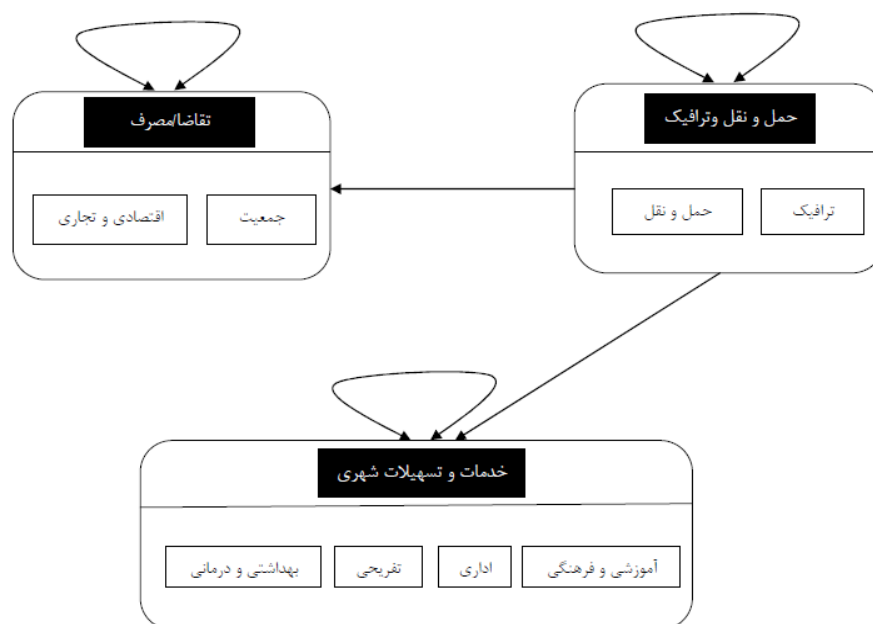 حمل و نقل وترافیک
ترافیک
حمل و نقل
تقاضا/مصرف
جمعیت
اقتصادی و تجاری
خدمات و تسهیلات شهری
آموزشی و فرهنگی
اداری
تفریحی
بهداشتی و درمانی